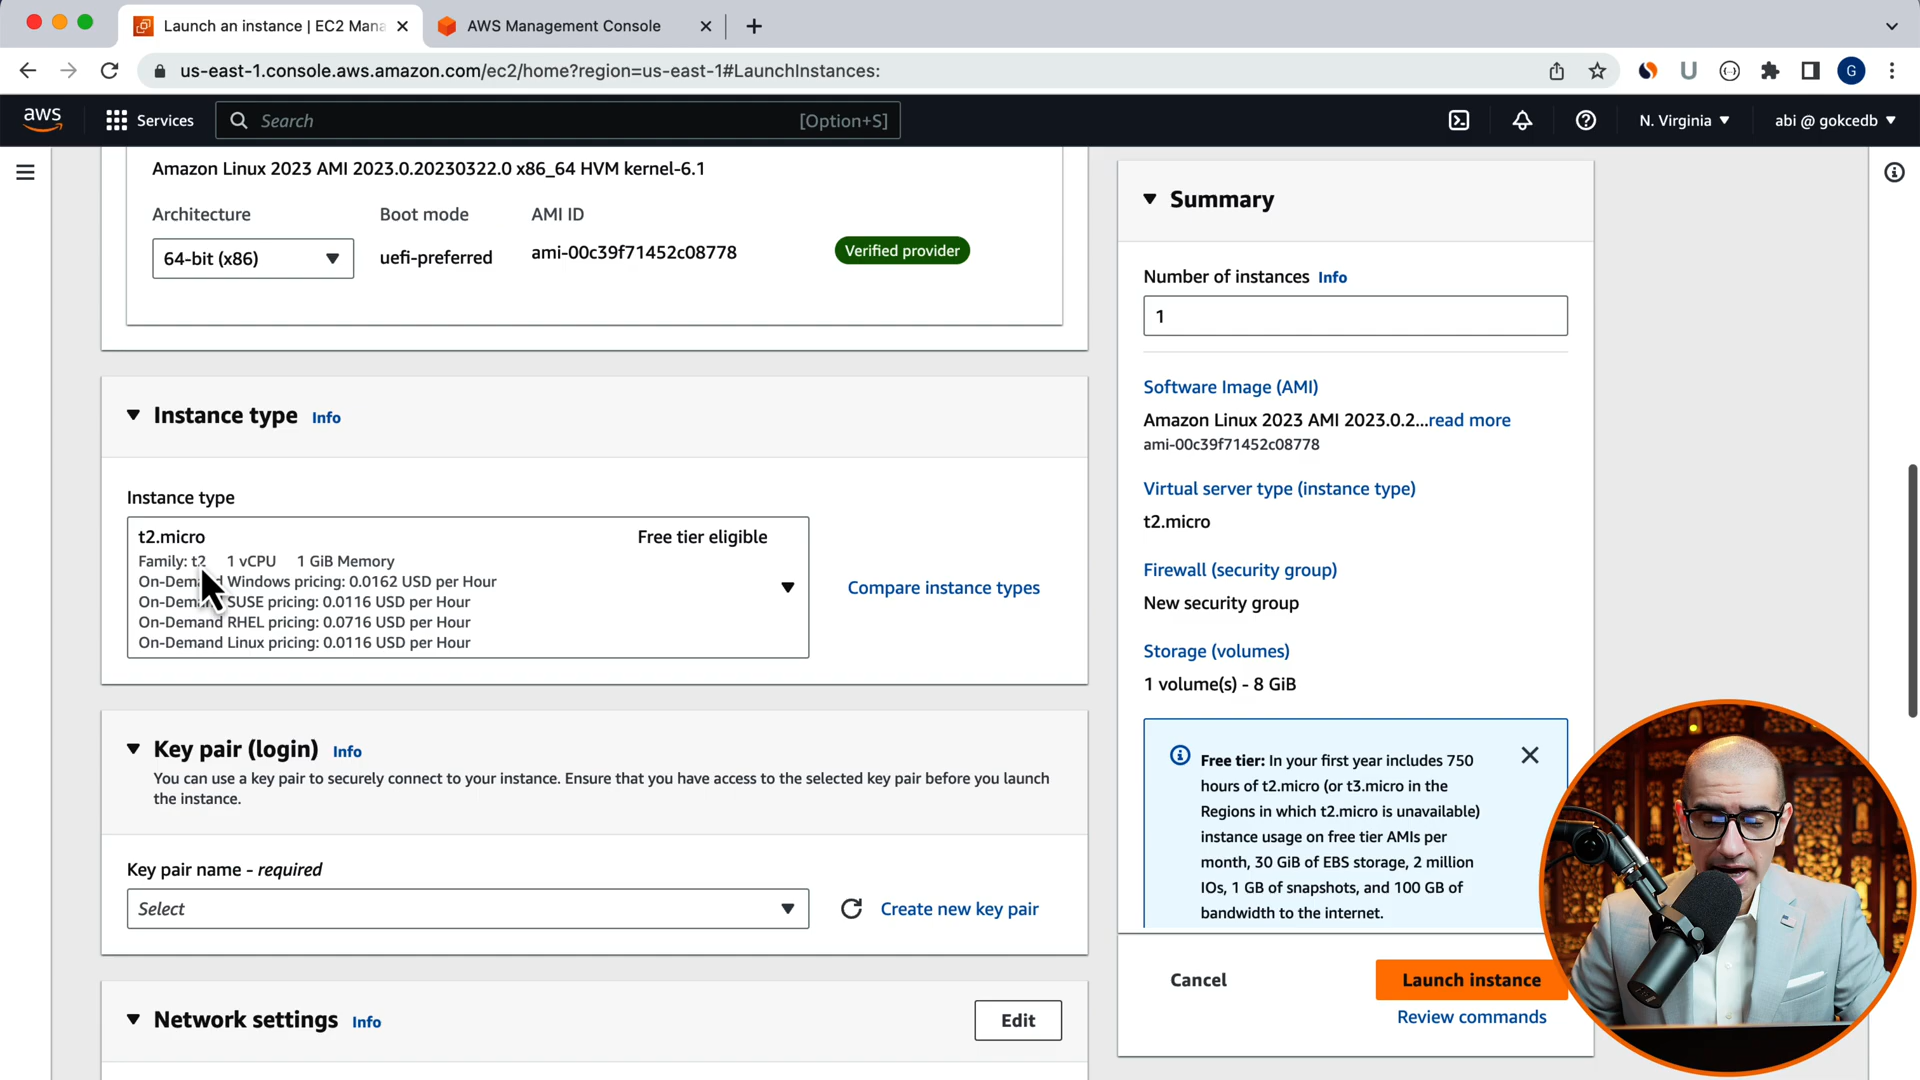 Launch an instance | EC2 Mana
AWS Management Console
us-east-1.console.aws.amazon.com/ec2/home?region=us-east-1#LaunchInstances:
G
aws
Services
Search
[Option+S]
N. Virginia
abi @ gokcedb
Amazon Linux 2023 AMI 2023.0.20230322.0 x86_64 HVM kernel-6.1
Architecture
Boot mode
AMI ID
64-bit (x86)
uefi-preferred
ami-00c39f71452c08778
Verified provider
Instance type Info
Instance type
t2.micro
Free tier eligible
Family: t2 1 vCPU 1 GiB Memory
Windows pricing: 0.0162 USD per Hour
SUSE pricing: 0.0116 USD per Hour
On-Demand RHEL pricing: 0.0716 USD per Hour
On-Demand Linux pricing: 0.0116 USD per Hour
Compare instance types
Key pair (login) Info
You can use a key pair to securely connect to your instance. Ensure that you have access to the selected key pair before you launch
the instance.
Key pair name - required
Select
Create new key pair
Network settings Info
Edit
Summary
Number of instances Info
1
Software Image (AMI)
Amazon Linux 2023 AMI 2023.0.2...read more
ami-00c39f71452c08778
Virtual server type (instance type)
t2.micro
Firewall (security group)
New security group
Storage (volumes)
1 volume(s) - 8 GiB
Free tier: In your first year includes 750
hours of t2.micro (or t3.micro in the
Regions in which t2.micro is unavailable)
instance usage on free tier AMIs per
month, 30 GiB of EBS storage, 2 million
IOs, 1 GB of snapshots, and 100 GB of
bandwidth to the internet.
Cancel
Launch instance
Review commands